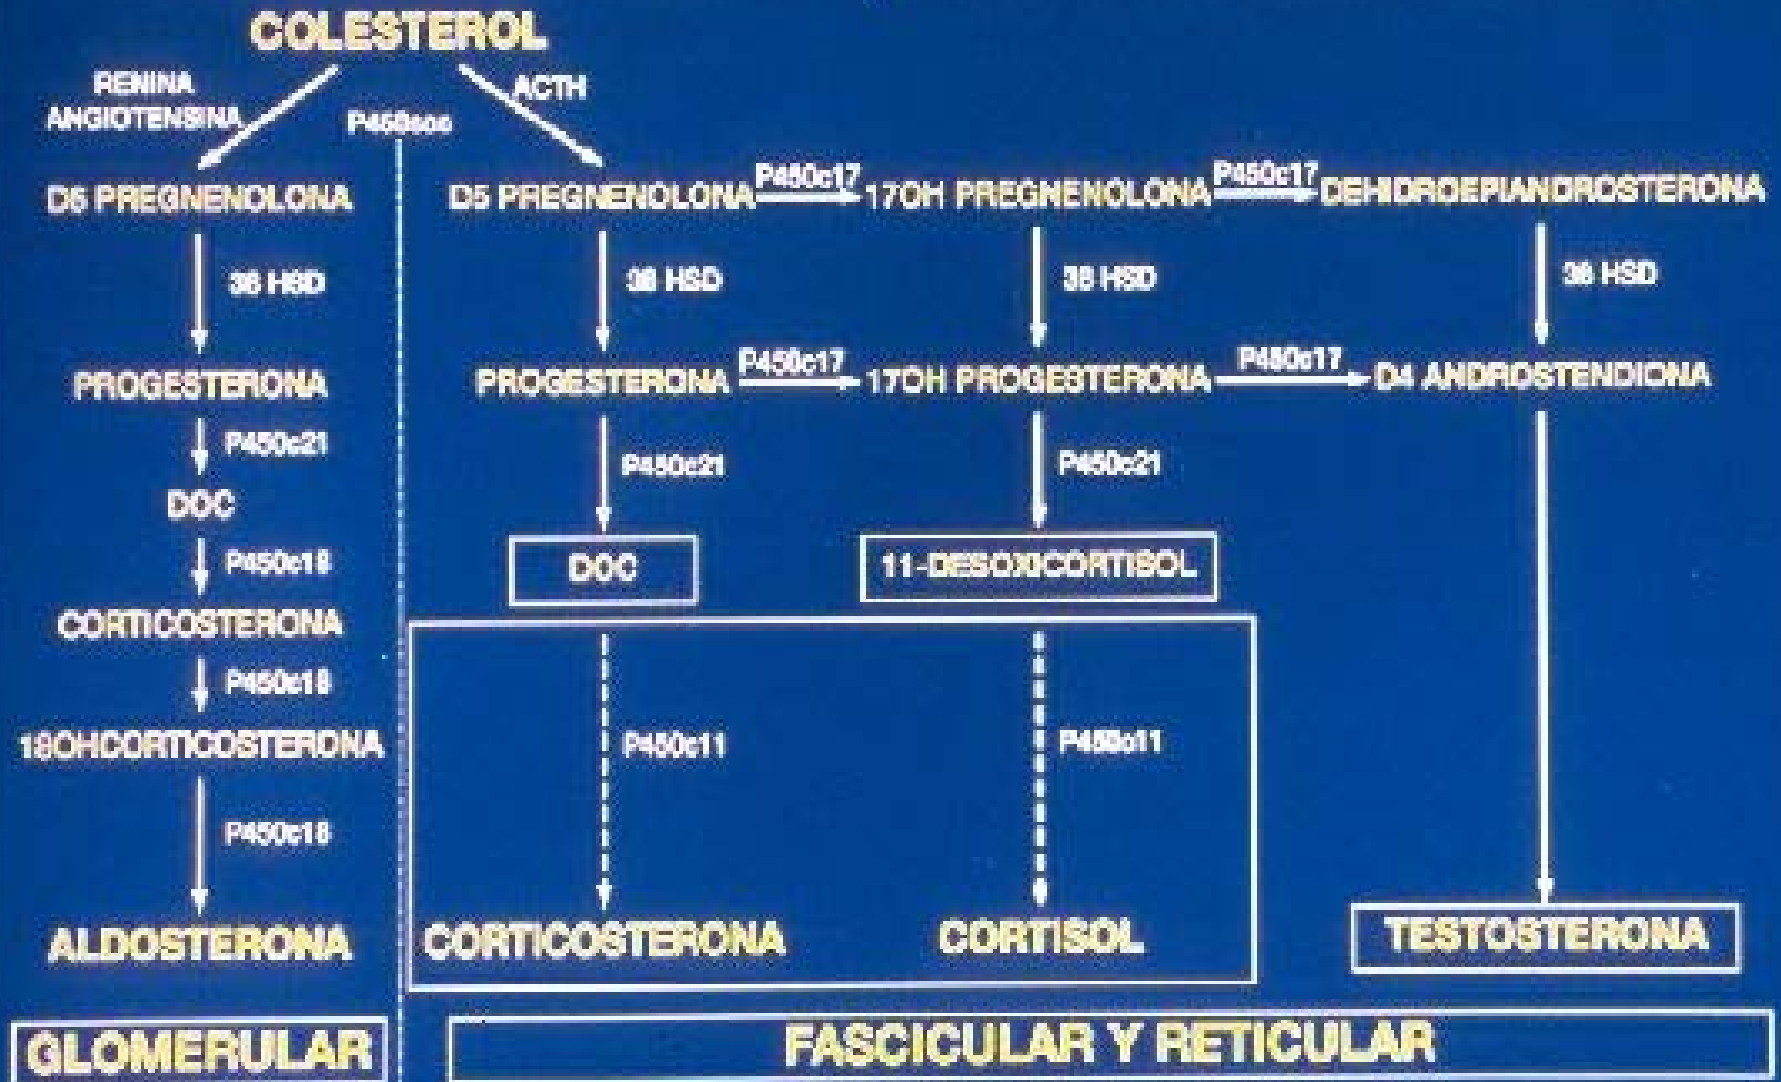 COLESTEROL
RENINA
ANGIOTENSINA
P450scc
ACTH
D5 PREGNENOLONA
D5 PREGNENOLONA
P450c17
17OH PREGNENOLONA
P450c17
DEHIDROEPIANDROSTERONA
3B HSD
3B HSD
3B HSD
3B HSD
PROGESTERONA
PROGESTERONA
P450c17
17OH PROGESTERONA
P450c17
D4 ANDROSTENDIONA
P450c21
P450c21
P450c21
DOC
DOC
11-DESOXICORTISOL
P450c18
CORTICOSTERONA
P450c18
18OHCORTICOSTERONA
P450c11
P450c11
P450c18
ALDOSTERONA
CORTICOSTERONA
CORTISOL
TESTOSTERONA
GLOMERULAR
FASCICULAR Y RETICULAR